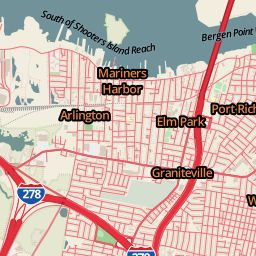 South of Shooters Island Reach
Bergen Point
Mariners
Harbor
Arlington
Elm Park
Port Rich
Graniteville
278
278
W